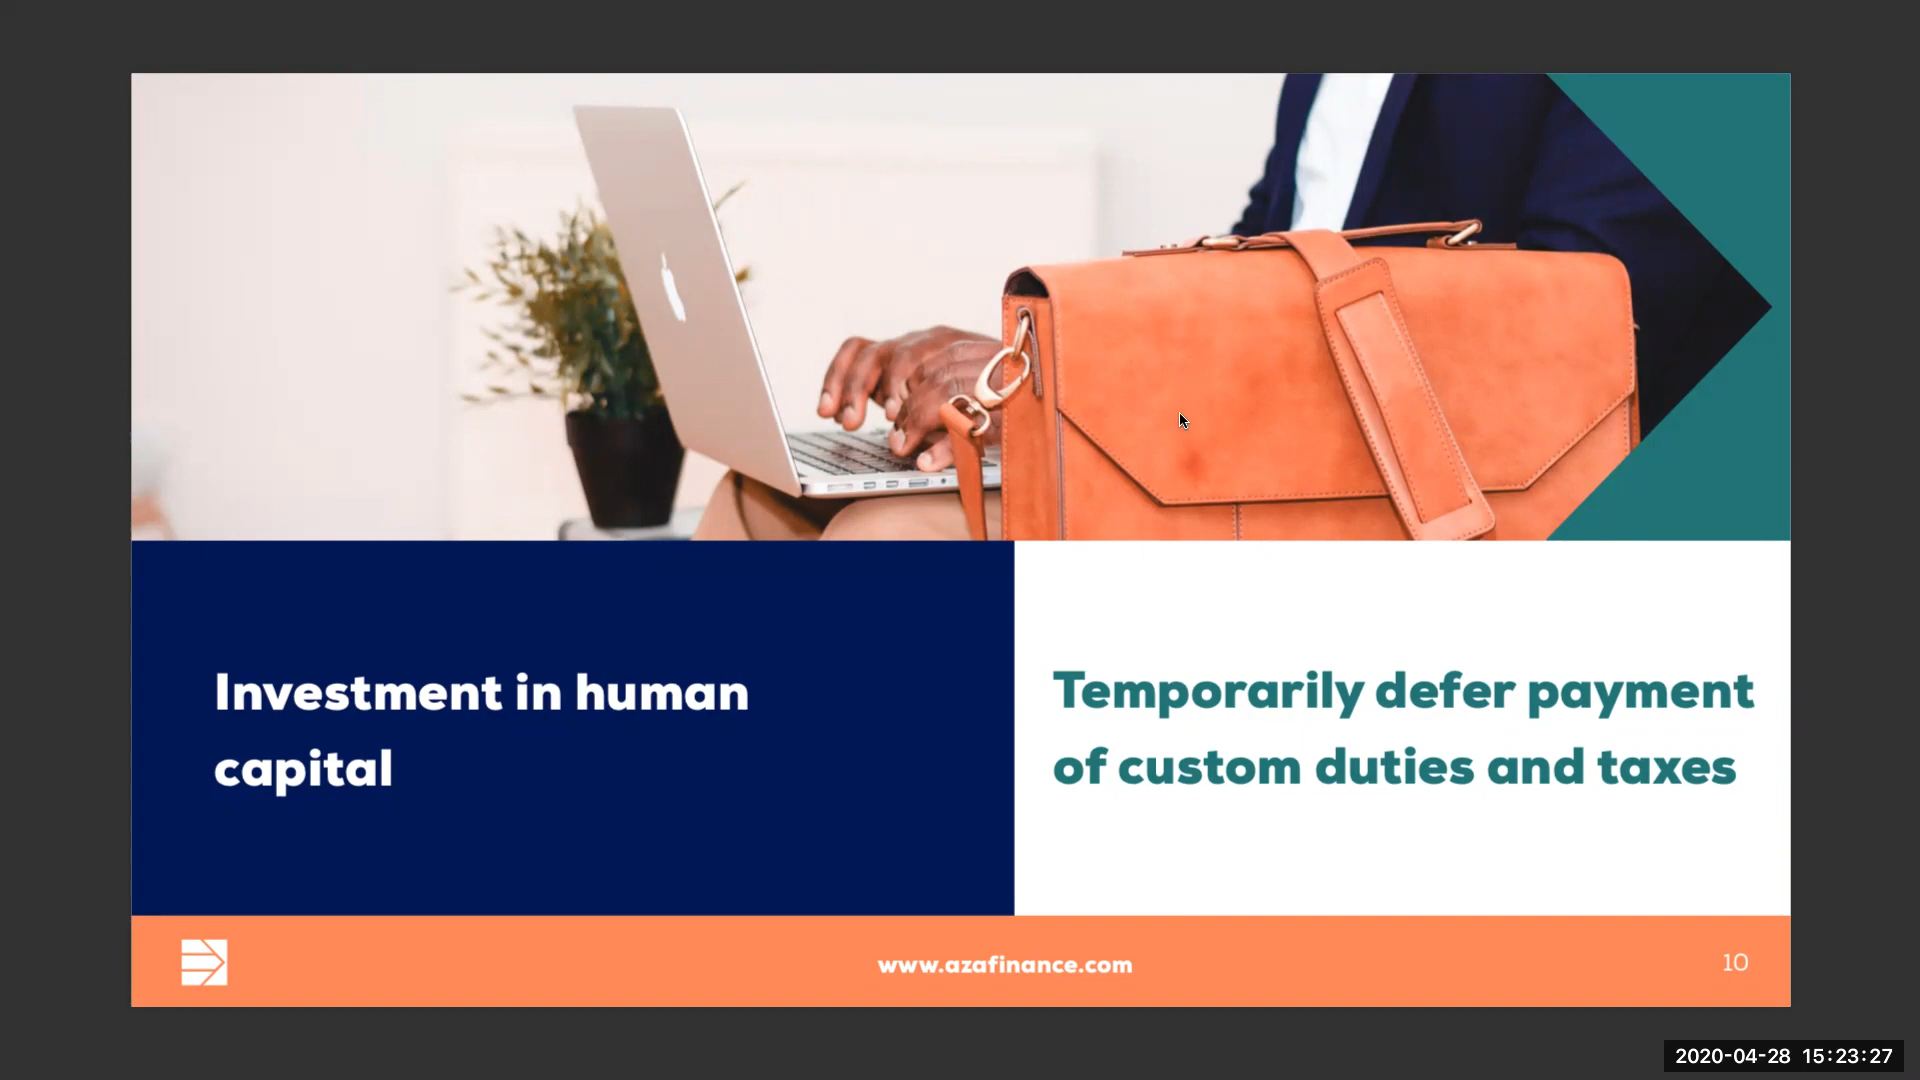 Investment in human
capital
Temporarily defer payment
of custom duties and taxes
www.azafinance.com
10
2020-04-28 15:23:27